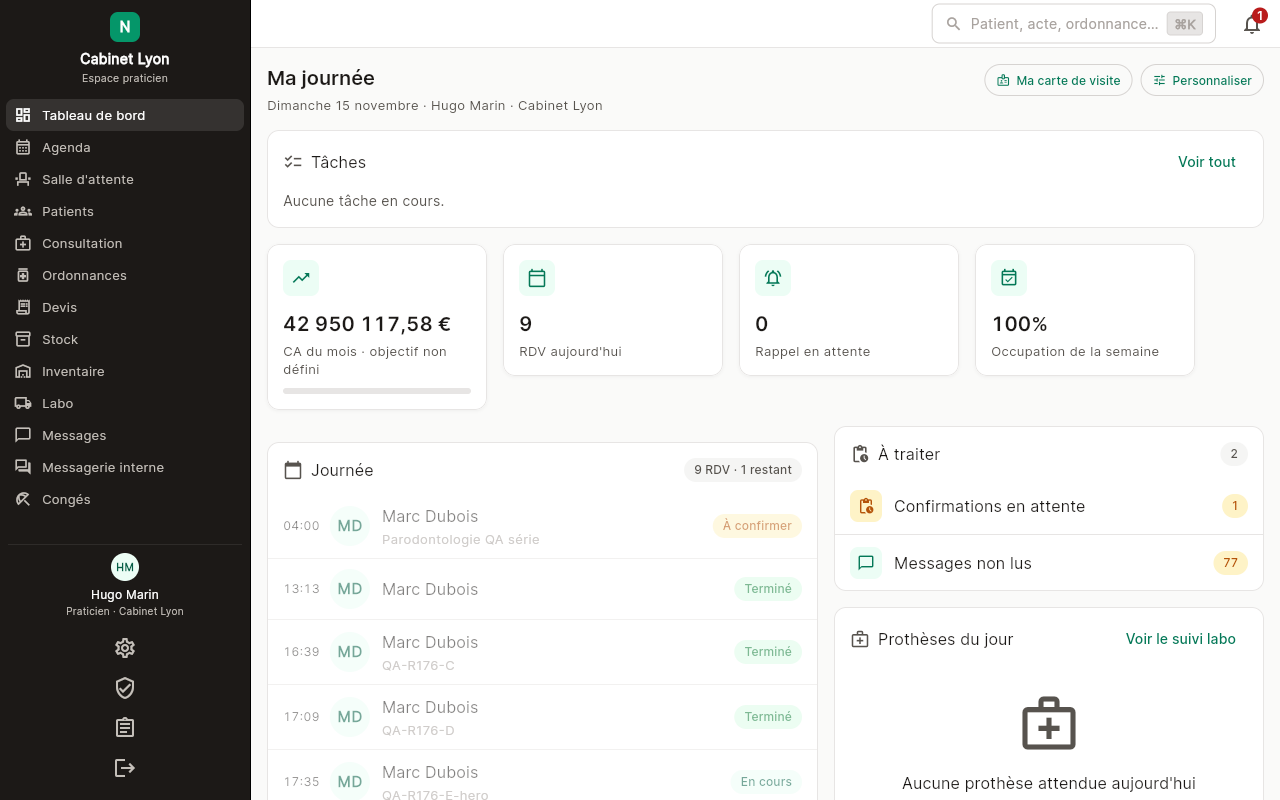 N
Cabinet Lyon
Espace praticien
Tableau de bord
Agenda
Salle d'attente
Patients
Consultation
Ordonnances
Devis
Stock
Inventaire
Labo
Messages
Messagerie interne
Congés
HM
Hugo Marin
Praticien · Cabinet Lyon
Patient, acte, ordonnance...
⌘K
1
Ma journée
Dimanche 15 novembre · Hugo Marin · Cabinet Lyon
Ma carte de visite
Personnaliser
Tâches
Voir tout
Aucune tâche en cours.
42 950 117,58 €
CA du mois · objectif non
défini
9
RDV aujourd'hui
0
Rappel en attente
100%
Occupation de la semaine
Journée
9 RDV · 1 restant
04:00
MD
Marc Dubois
Parodontologie QA série
À confirmer
13:13
MD
Marc Dubois
Terminé
16:39
MD
Marc Dubois
QA-R176-C
Terminé
17:09
MD
Marc Dubois
QA-R176-D
Terminé
17:35
MD
Marc Dubois
QA-R176-E-hero
En cours
À traiter
2
Confirmations en attente
1
Messages non lus
77
Prothèses du jour
Voir le suivi labo
Aucune prothèse attendue aujourd'hui